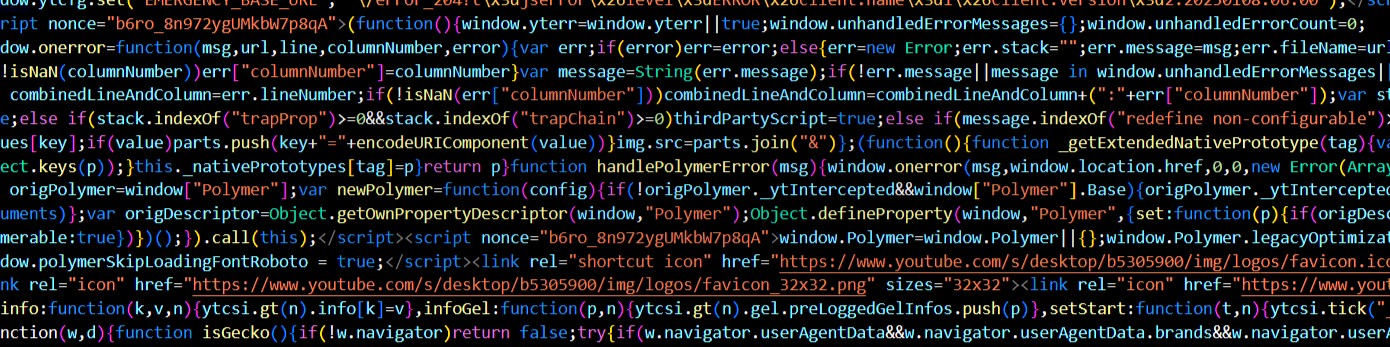 dow.ytcfg.set("EMERGENCY_BASE_URL", "\/error_204?t\x3djserror\x26level\x3dERROR\x26client.name\x3d1\x26client.version\x3d2.20250108.06.00");</scr
ript nonce="b6ro_8n972ygUMkbW7p8qA">(function(){window.yterr=window.yterr||true;window.unhandledErrorMessages={};window.unhandledErrorCount=0;
dow.onerror=function(msg,url,line,columnNumber,error){var err;if(error)err=error;else{err=new Error;err.stack="";err.message=msg;err.fileName=url
!isNaN(columnNumber))err["columnNumber"]=columnNumber}var message=String(err.message);if(!err.message||message in window.unhandledErrorMessages||
combinedLineAndColumn=err.lineNumber;if(!isNaN(err["columnNumber"]))combinedLineAndColumn=combinedLineAndColumn+(":"+err["columnNumber"]);var st
e;else if(stack.indexOf("trapProp")>=0&&stack.indexOf("trapChain")>=0)thirdPartyScript=true;else if(message.indexOf("redefine non-configurable")>
ues[key];if(value)parts.push(key+"="+encodeURIComponent(value))}img.src=parts.join("&")};(function(){function _getExtendedNativePrototype(tag){va
ect.keys(p));}this._nativePrototypes[tag]=p}return p}function handlePolymerError(msg){window.onerror(msg,window.location.href,0,0,new Error(Array
origPolymer=window["Polymer"];var newPolymer=function(config){if(!origPolymer._ytIntercepted&&window["Polymer"].Base){origPolymer._ytIntercepted
uments)};var origDescriptor=Object.getOwnPropertyDescriptor(window,"Polymer");Object.defineProperty(window,"Polymer",{set:function(p){if(origDesc
merable:true})})();}).call(this);</script><script nonce="b6ro_8n972ygUMkbW7p8qA">window.Polymer=window.Polymer||{};window.Polymer.legacyOptimizat
dow.polymerSkipLoadingFontRoboto = true;</script><link rel="shortcut icon" href="https://www.youtube.com/s/desktop/b5305900/img/logos/favicon.ico
nk rel="icon" href="https://www.youtube.com/s/desktop/b5305900/img/logos/favicon_32x32.png" sizes="32x32"><link rel="icon" href="https://www.yout
info:function(k,v,n){ytcsi.gt(n).info[k]=v},infoGel:function(p,n){ytcsi.gt(n).gel.preLoggedGelInfos.push(p)},setStart:function(t,n){ytcsi.tick("_
nction(w,d){function isGecko(){if(!w.navigator)return false;try{if(w.navigator.userAgentData&&w.navigator.userAgentData.brands&&w.navigator.userA